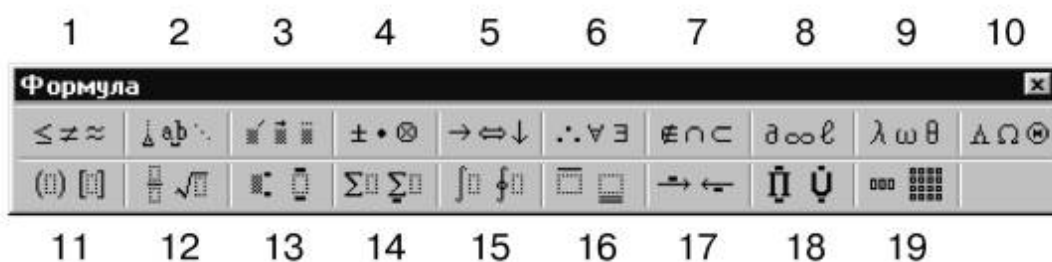 1 2 3 4 5 6 7 8 9 10
Формула
≤ ≠ ≈ ab ⋱ ± • ⊗ → ⇔ ↓ ∴ ∀ ∃ ∉ ∩ ⊂ ∂ ∞ ℓ λ ω θ Λ Ω Θ
(▯) [▯] √▯ Σ▯ Σ▯ ∫▯ ∮▯ → ← Π U
11 12 13 14 15 16 17 18 19